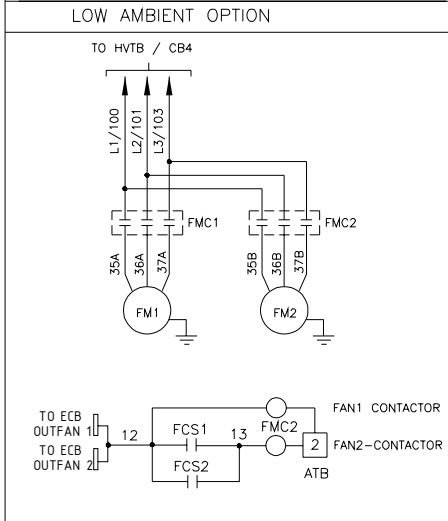 LOW AMBIENT OPTION
TO HVTB / CB4
L1/100
L2/101
L3/103
FMC1
FMC2
35A
36A
37A
35B
36B
37B
FM1
FM2
TO ECB
OUTFAN 1
TO ECB
OUTFAN 2
12
FCS1
13
FCS2
FMC2
FAN1 CONTACTOR
2
FAN2-CONTACTOR
ATB